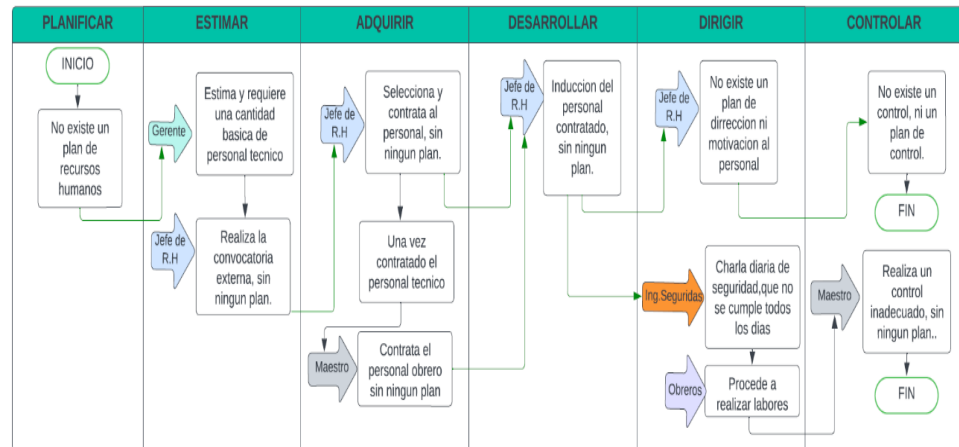 PLANIFICAR
ESTIMAR
ADQUIRIR
DESARROLLAR
DIRIGIR
CONTROLAR
INICIO
No existe un
plan de
recursos
humanos
Gerente
Estima y requiere
una cantidad
basica de
personal tecnico
Jefe de
R.H
Realiza la
convocatoria
externa, sin
ningun plan.
Jefe de
R.H
Selecciona y
contrata al
personal, sin
ningun plan.
Una vez
contratado el
personal tecnico
Maestro
Contrata el
personal obrero
sin ningun plan
Jefe de
R.H
Induccion del
personal
contratado,
sin ningun
plan.
Jefe de
R.H
No existe un
plan de
dirreccion ni
motivacion al
personal
Ing.Seguridas
Charla diaria de
seguridad,que no
se cumple todos
los dias
Obreros
Procede a
realizar labores
No existe un
control, ni un
plan de
control.
FIN
Maestro
Realiza un
control
inadecuado, sin
ningun plan..
FIN